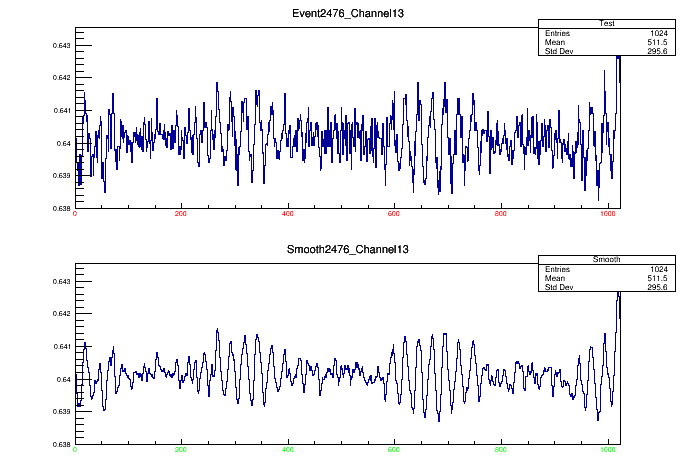 Event2476_Channel13
Test
Entries 1024
Mean 511.5
Std Dev 295.6
0.643
0.642
0.641
0.64
0.639
0.638
0 200 400 600 800 1000
Smooth2476_Channel13
Smooth
Entries 1024
Mean 511.5
Std Dev 295.6
0.643
0.642
0.641
0.64
0.639
0.638
0 200 400 600 800 1000